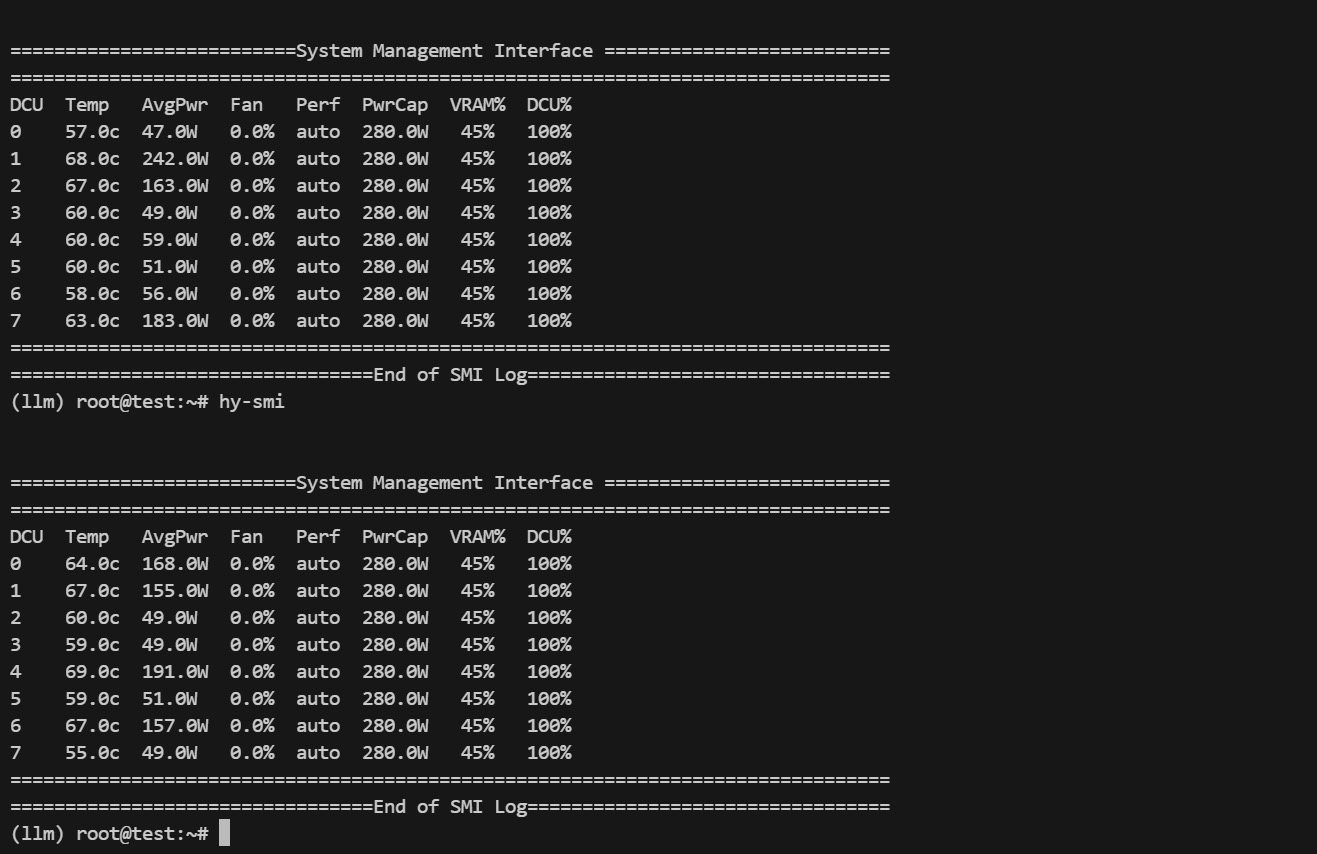 ==========================System Management Interface ==========================
================================================================================
DCU  Temp   AvgPwr  Fan   Perf  PwrCap  VRAM%  DCU%
0    57.0c  47.0W   0.0%  auto  280.0W   45%   100%
1    68.0c  242.0W  0.0%  auto  280.0W   45%   100%
2    67.0c  163.0W  0.0%  auto  280.0W   45%   100%
3    60.0c  49.0W   0.0%  auto  280.0W   45%   100%
4    60.0c  59.0W   0.0%  auto  280.0W   45%   100%
5    60.0c  51.0W   0.0%  auto  280.0W   45%   100%
6    58.0c  56.0W   0.0%  auto  280.0W   45%   100%
7    63.0c  183.0W  0.0%  auto  280.0W   45%   100%
================================================================================
=================================End of SMI Log=================================
(llm) root@test:~# hy-smi
==========================System Management Interface ==========================
================================================================================
DCU  Temp   AvgPwr  Fan   Perf  PwrCap  VRAM%  DCU%
0    64.0c  168.0W  0.0%  auto  280.0W   45%   100%
1    67.0c  155.0W  0.0%  auto  280.0W   45%   100%
2    60.0c  49.0W   0.0%  auto  280.0W   45%   100%
3    59.0c  49.0W   0.0%  auto  280.0W   45%   100%
4    69.0c  191.0W  0.0%  auto  280.0W   45%   100%
5    59.0c  51.0W   0.0%  auto  280.0W   45%   100%
6    67.0c  157.0W  0.0%  auto  280.0W   45%   100%
7    55.0c  49.0W   0.0%  auto  280.0W   45%   100%
================================================================================
=================================End of SMI Log=================================
(llm) root@test:~#